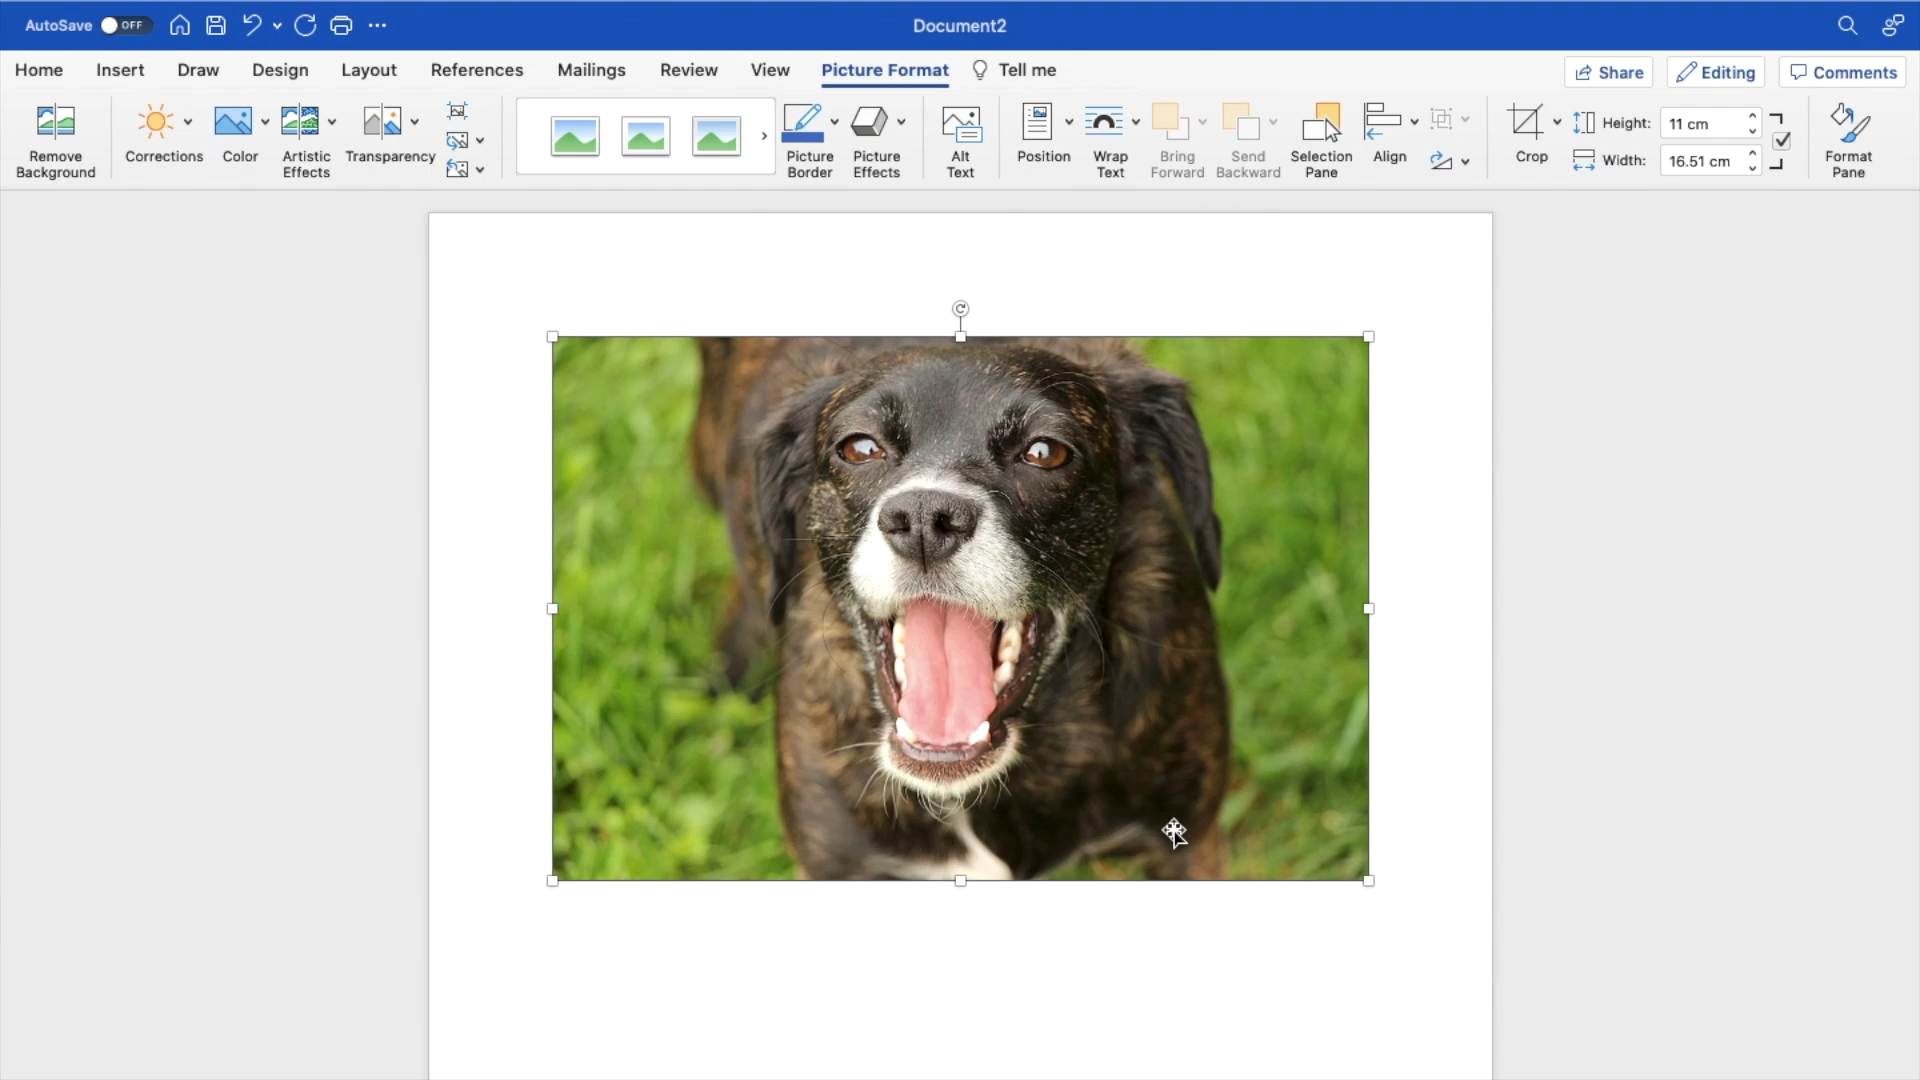 AutoSave OFF Document2
Home Insert Draw Design Layout References Mailings Review View Picture Format Tell me Share Editing Comments
Remove Background Corrections Color Artistic Effects Transparency Picture Border Picture Effects Alt Text Position Wrap Text Bring Forward Send Backward Selection Pane Align Crop Height: 11 cm Width: 16.51 cm Format Pane